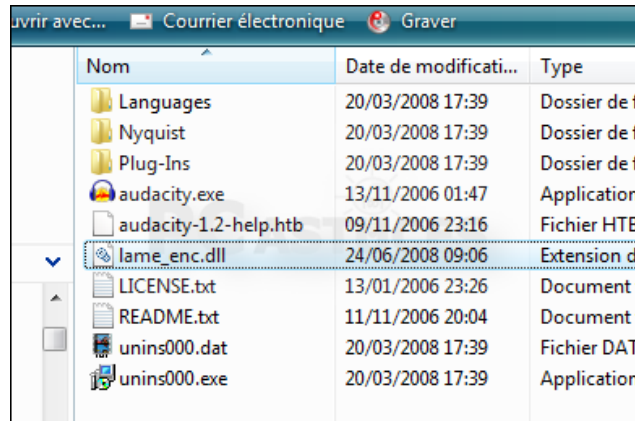 uvrir avec... Courrier électronique Graver
Nom Date de modificati... Type
Languages 20/03/2008 17:39 Dossier de f
Nyquist 20/03/2008 17:39 Dossier de f
Plug-Ins 20/03/2008 17:39 Dossier de f
audacity.exe 13/11/2006 01:47 Application
audacity-1.2-help.htb 09/11/2006 23:16 Fichier HTB
lame_enc.dll 24/06/2008 09:06 Extension d
LICENSE.txt 13/01/2006 23:26 Document
README.txt 11/11/2006 20:04 Document
unins000.dat 20/03/2008 17:39 Fichier DAT
unins000.exe 20/03/2008 17:39 Application